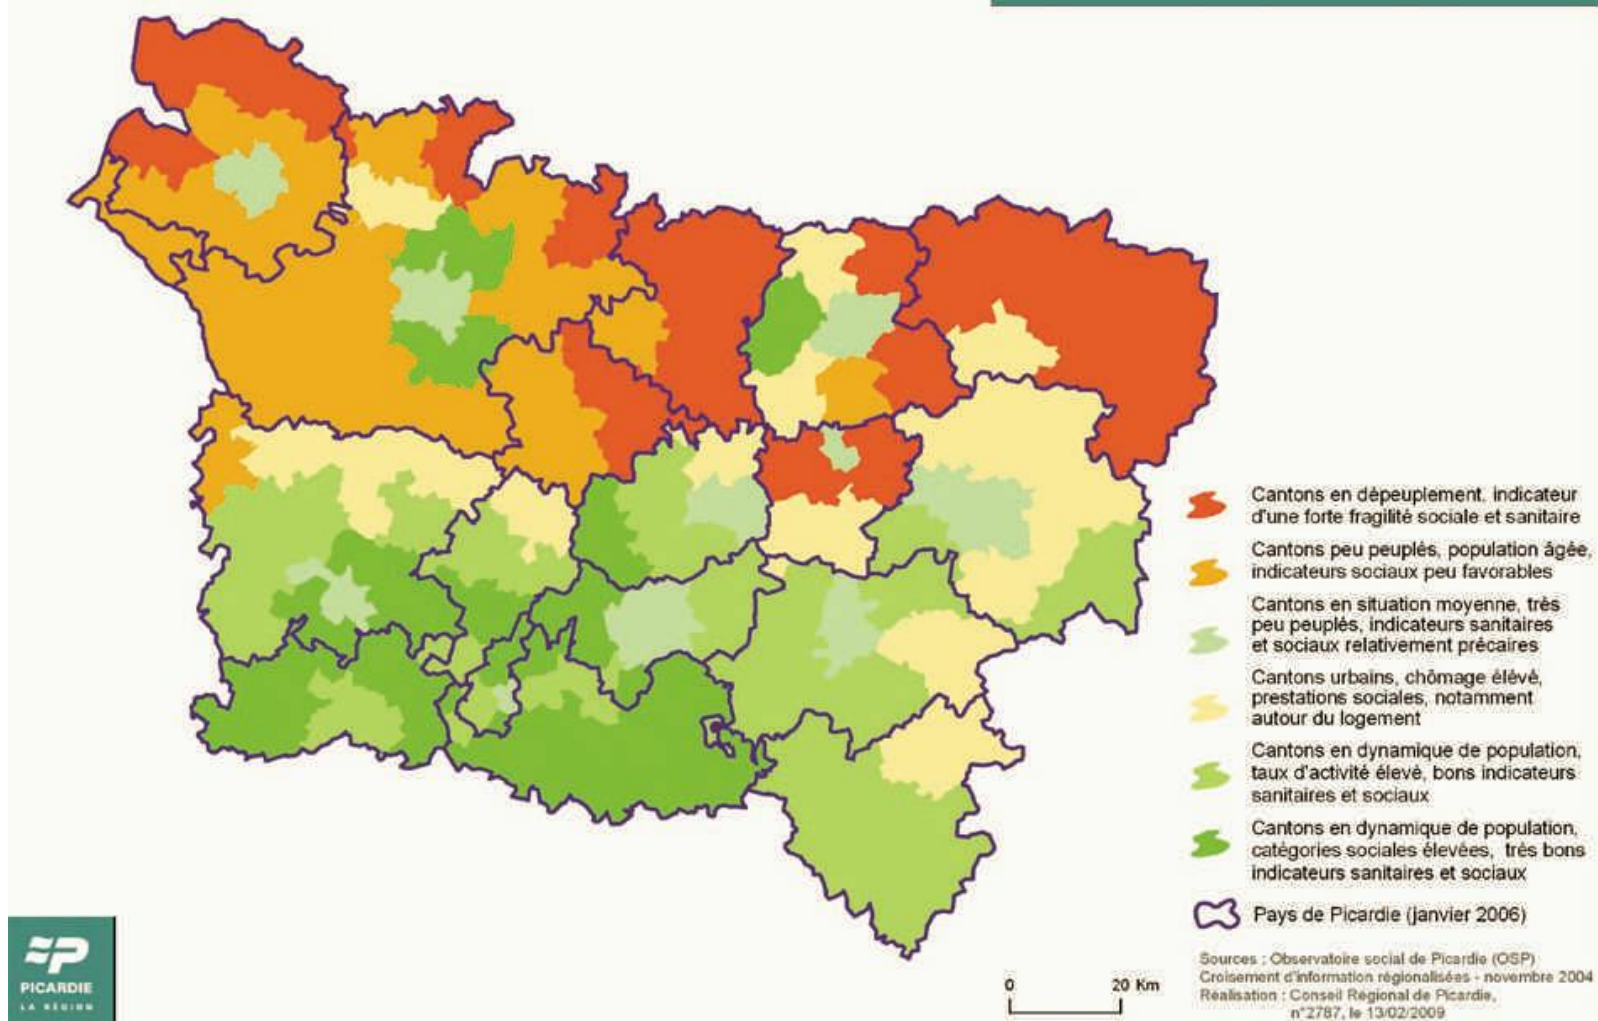 Cantons en dépeuplement, indicateur
d'une forte fragilité sociale et sanitaire
Cantons peu peuplés, population âgée,
indicateurs sociaux peu favorables
Cantons en situation moyenne, très
peu peuplés, indicateurs sanitaires
et sociaux relativement précaires
Cantons urbains, chômage élévé,
prestations sociales, notamment
autour du logement
Cantons en dynamique de population,
taux d'activité élevé, bons indicateurs
sanitaires et sociaux
Cantons en dynamique de population,
catégories sociales élevées, très bons
indicateurs sanitaires et sociaux
Pays de Picardie (janvier 2006)
Sources : Observatoire social de Picardie (OSP)
Croisement d'information régionalisées - novembre 2004
Réalisation : Conseil Régional de Picardie,
n°2787, le 13/02/2009
0 20 Km
PICARDIE
LA RÉGION